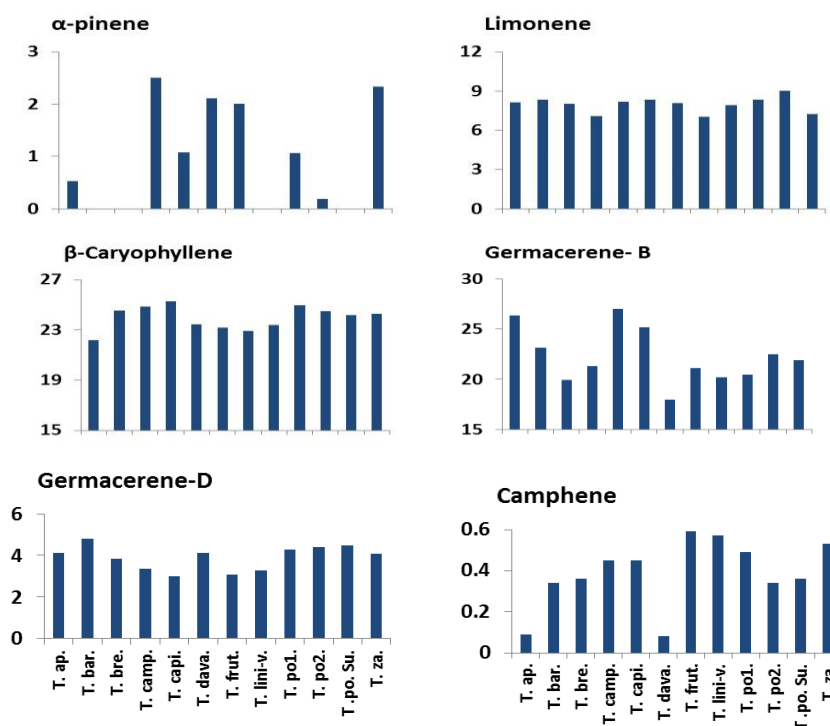 α-pinene
3
2
1
0
Limonene
12
9
6
3
0
β-Caryophyllene
27
23
19
15
Germacerene- B
30
25
20
15
Germacerene-D
6
4
2
0
T. ap.
T. bar.
T. bre.
T. camp.
T. capi.
T. dava.
T. frut.
T. lini-v.
T. po1.
T. po2.
T .po. Su.
T. za.
Camphene
0.6
0.4
0.2
0
T. ap.
T. bar.
T. bre.
T. camp.
T. capi.
T. dava.
T. frut.
T. lini-v.
T. po1.
T. po2.
T .po. Su.
T. za